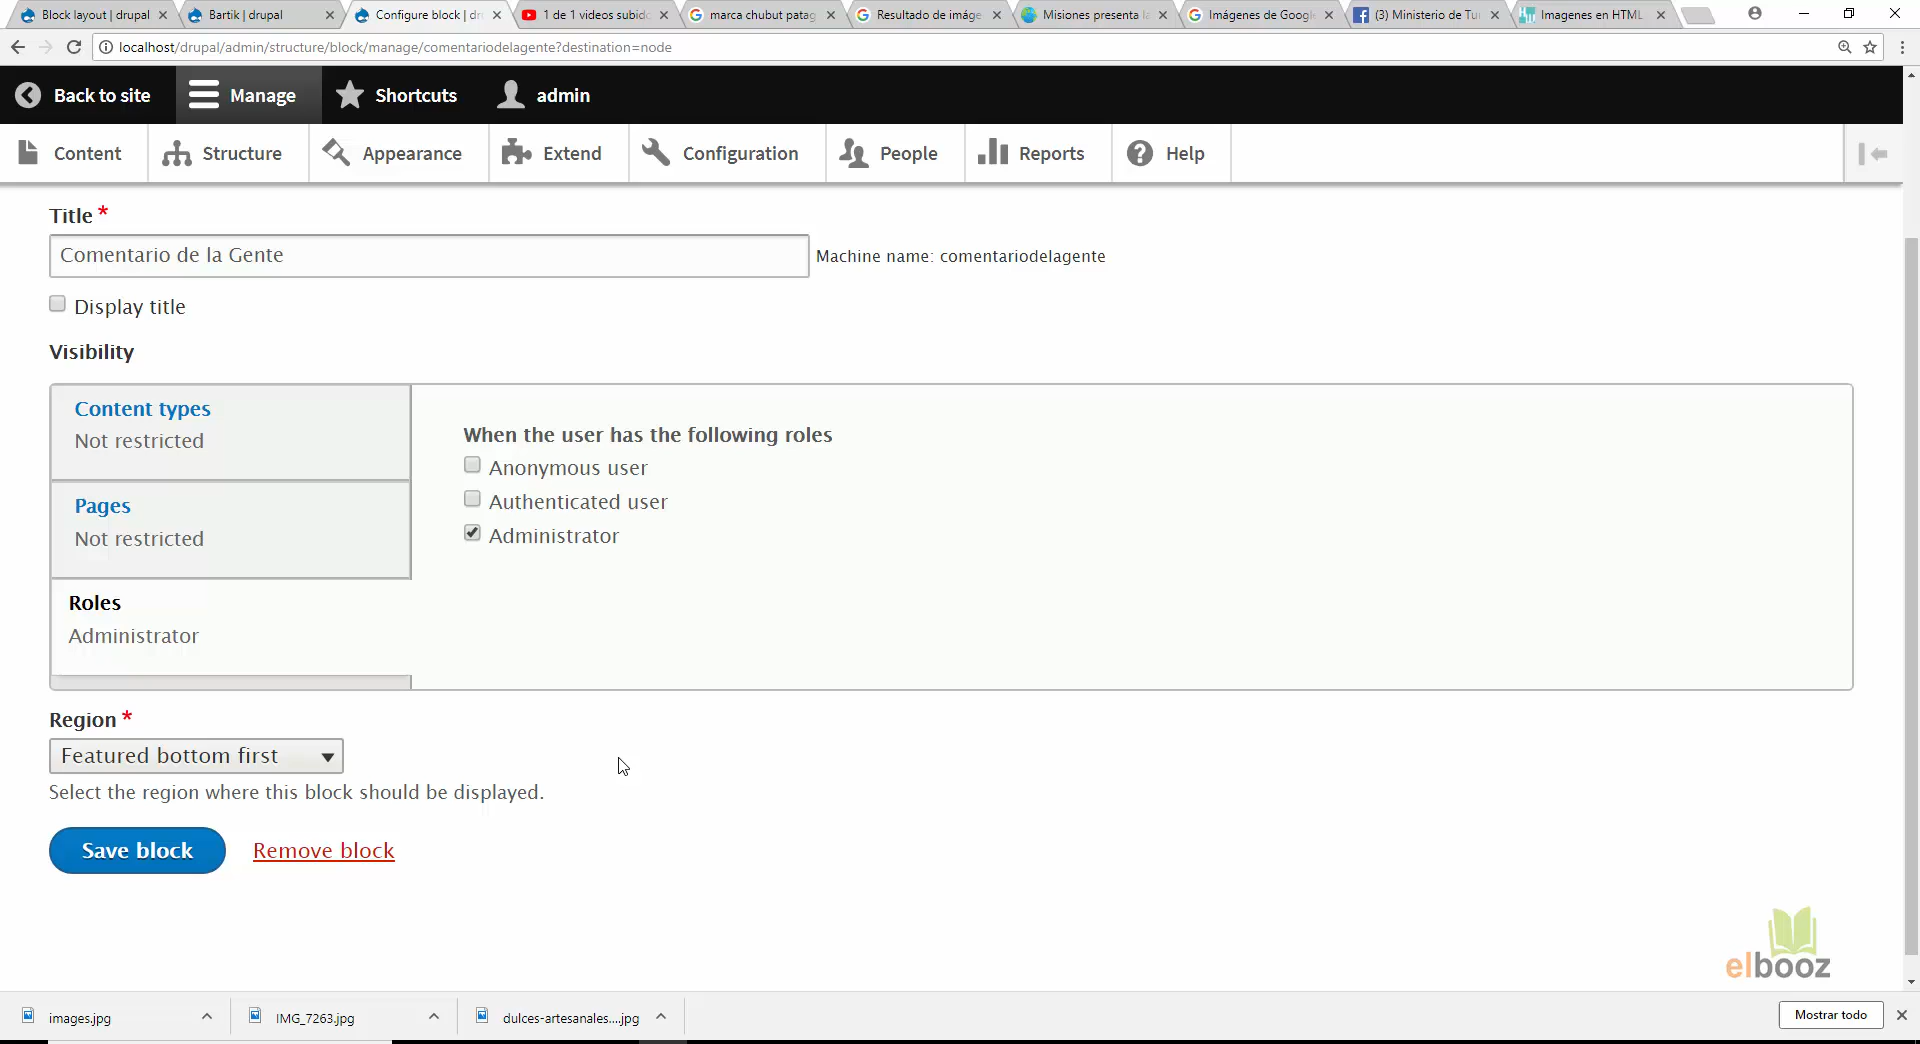 Block layout | drupal
Bartik | drupal
Configure block | dr
1 de 1 videos subido
marca chubut patag
Resultado de imáge
Misiones presenta la
Imágenes de Google
(3) Ministerio de Tu
Imagenes en HTML
localhost/drupal/admin/structure/block/manage/comentariodelagente?destination=node
Back to site
Manage
Shortcuts
admin
Content
Structure
Appearance
Extend
Configuration
People
Reports
Help
Title *
Comentario de la Gente
Machine name: comentariodelagente
Display title
Visibility
Content types
Not restricted
Pages
Not restricted
Roles
Administrator
When the user has the following roles
Anonymous user
Authenticated user
Administrator
Region *
Featured bottom first
Select the region where this block should be displayed.
Save block
Remove block
elbooz
images.jpg
IMG_7263.jpg
dulces-artesanales....jpg
Mostrar todo